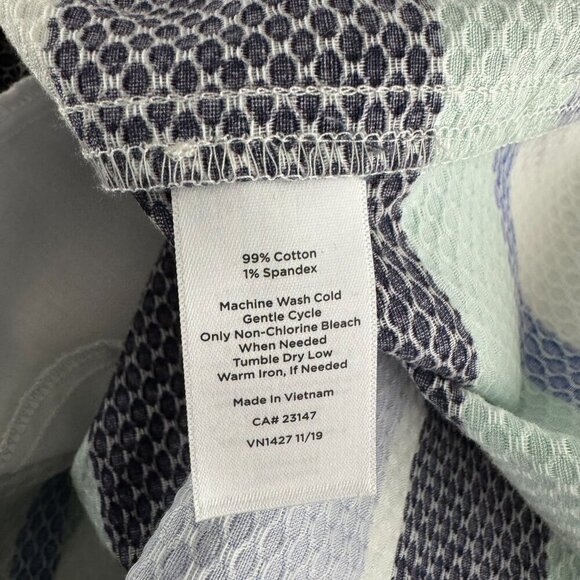 99% Cotton
1% Spandex
Machine Wash Cold
Gentle Cycle
Only Non-Chlorine Bleach
When Needed
Tumble Dry Low
Warm Iron, If Needed
Made In Vietnam
CA# 23147
VN1427 11/19